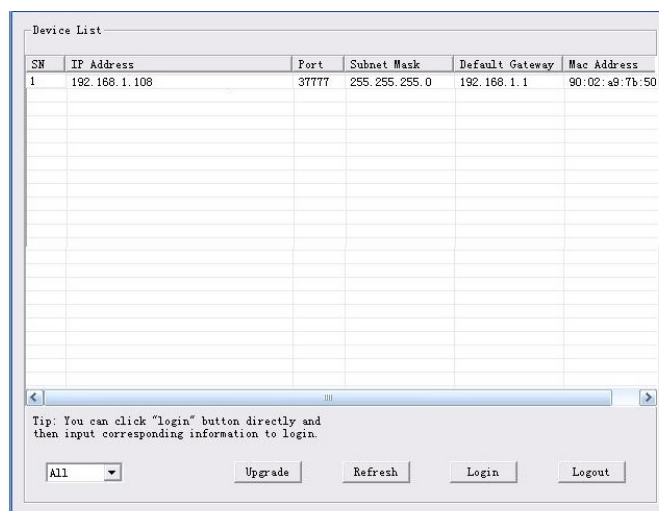 Device List
SN IP Address Port Subnet Mask Default Gateway Mac Address
1 192.168.1.108 37777 255.255.255.0 192.168.1.1 90:02:a9:7b:50
Tip: You can click "login" button directly and
then input corresponding information to login.
All Upgrade Refresh Login Logout